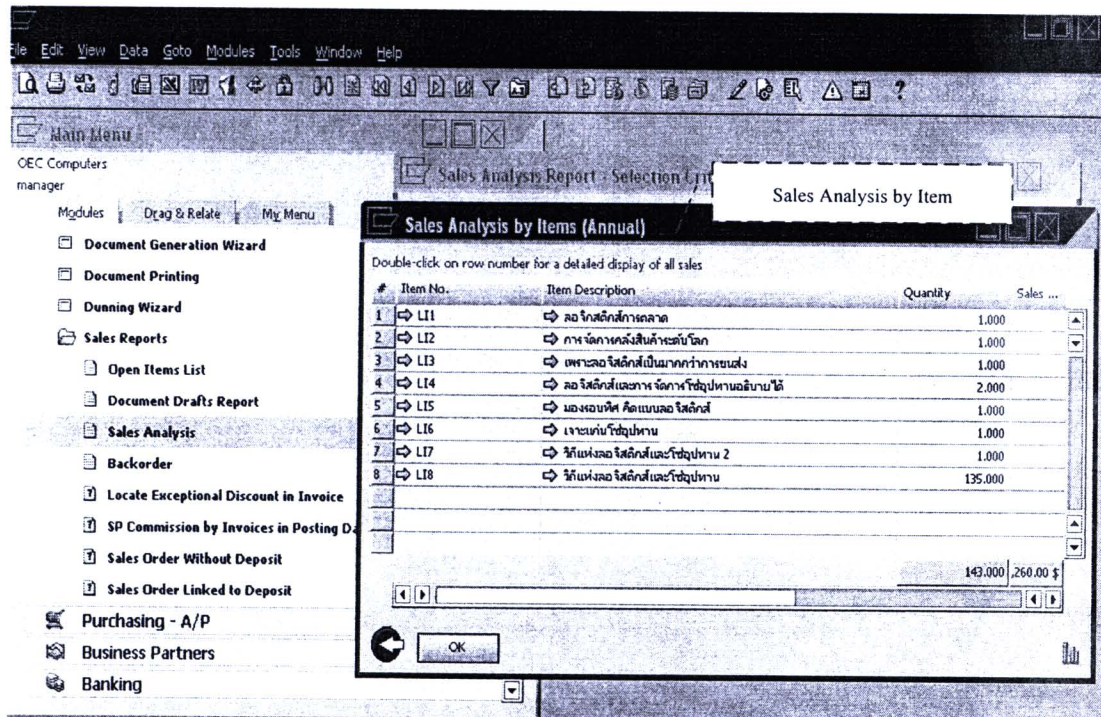 File Edit View Data Goto Modules Tools Window Help
Main Menu
OEC Computers
manager
Modules Drag & Relate My Menu
Document Generation Wizard
Document Printing
Dunning Wizard
Sales Reports
Open Items List
Document Drafts Report
Sales Analysis
Backorder
Locate Exceptional Discount in Invoice
SP Commission by Invoices in Posting Da
Sales Order Without Deposit
Sales Order Linked to Deposit
Purchasing - A/P
Business Partners
Banking
Sales Analysis Report - Selection Crit
Sales Analysis by Item
Sales Analysis by Items (Annual)
Double-click on row number for a detailed display of all sales
# Item No. Item Description Quantity Sales ...
1 LI1 ลอจิกสติกส์การตลาด 1.000
2 LI2 การจัดการคลังสินค้าระดับโลก 1.000
3 LI3 เพราะลอจิสติกส์เป็นมากกว่าการขนส่ง 1.000
4 LI4 ลอจิสติกส์และการจัดการโซ่อุปทานอธิบายได้ 2.000
5 LI5 มองรอบทิศ คิดแบบลอจิสติกส์ 1.000
6 LI6 เจาะแก่นโซ่อุปทาน 1.000
7 LI7 วิถีแห่งลอจิสติกส์และโซ่อุปทาน 2 1.000
8 LI8 วิถีแห่งลอจิสติกส์และโซ่อุปทาน 135.000
143.000 ,260.00 $
OK